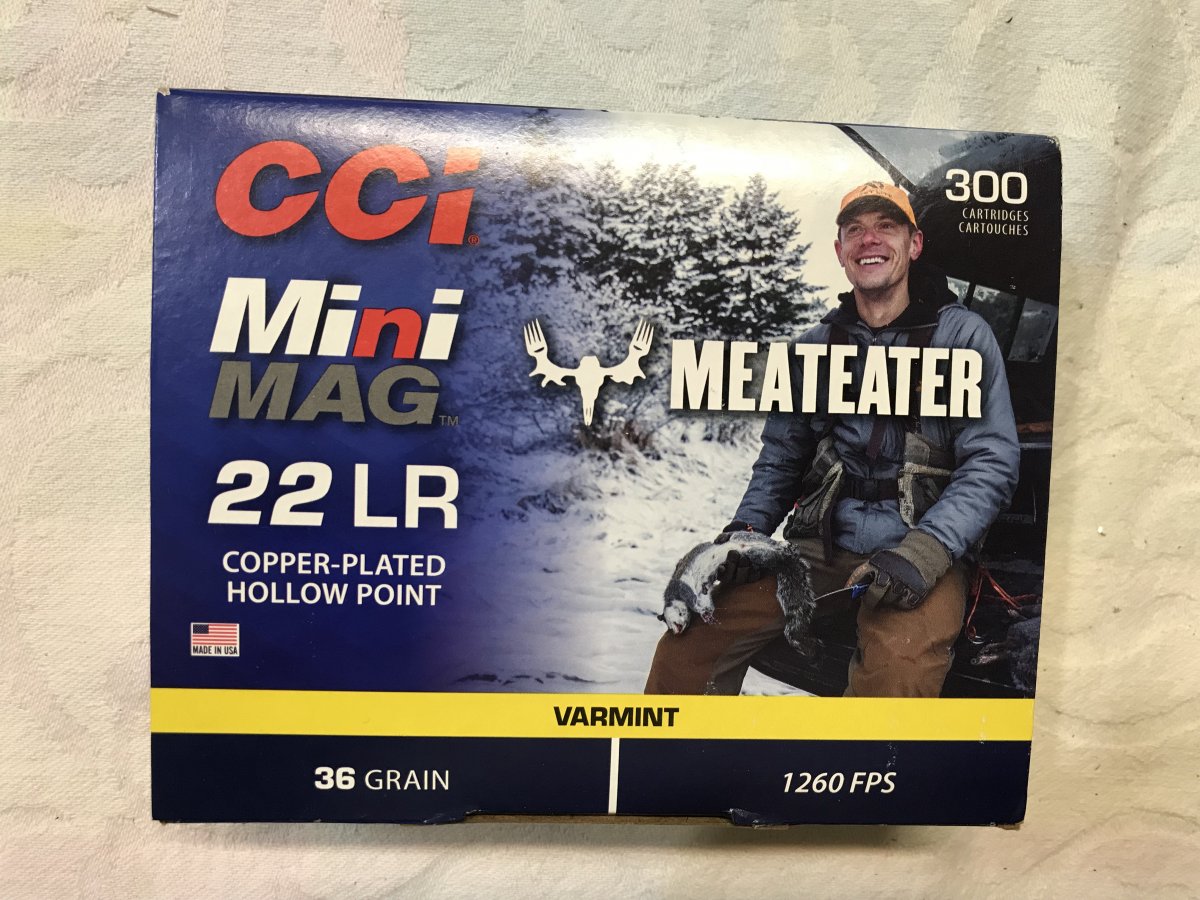 CCi®
Mini
MAG™
22 LR
COPPER-PLATED
HOLLOW POINT
MADE IN USA
MEATEATER
300
CARTRIDGES
CARTOUCHES
VARMINT
36 GRAIN
1260 FPS